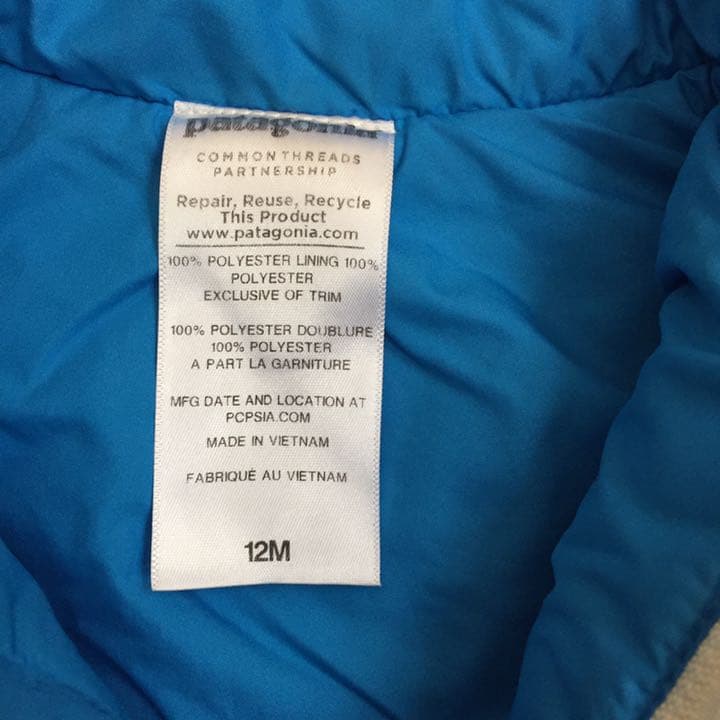 patagonia
COMMON THREADS
PARTNERSHIP
Repair, Reuse, Recycle
This Product
www.patagonia.com
100% POLYESTER LINING 100%
POLYESTER
EXCLUSIVE OF TRIM
100% POLYESTER DOUBLURE
100% POLYESTER
A PART LA GARNITURE
MFG DATE AND LOCATION AT
PCPSIA.COM
MADE IN VIETNAM
FABRIQUÉ AU VIETNAM
12M